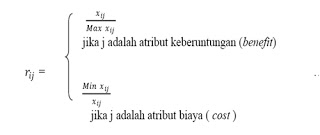 x_ij
Max x_ij
jika j adalah atribut keberuntungan (benefit)
r_ij =
Min x_ij
x_ij
jika j adalah atribut biaya ( cost )